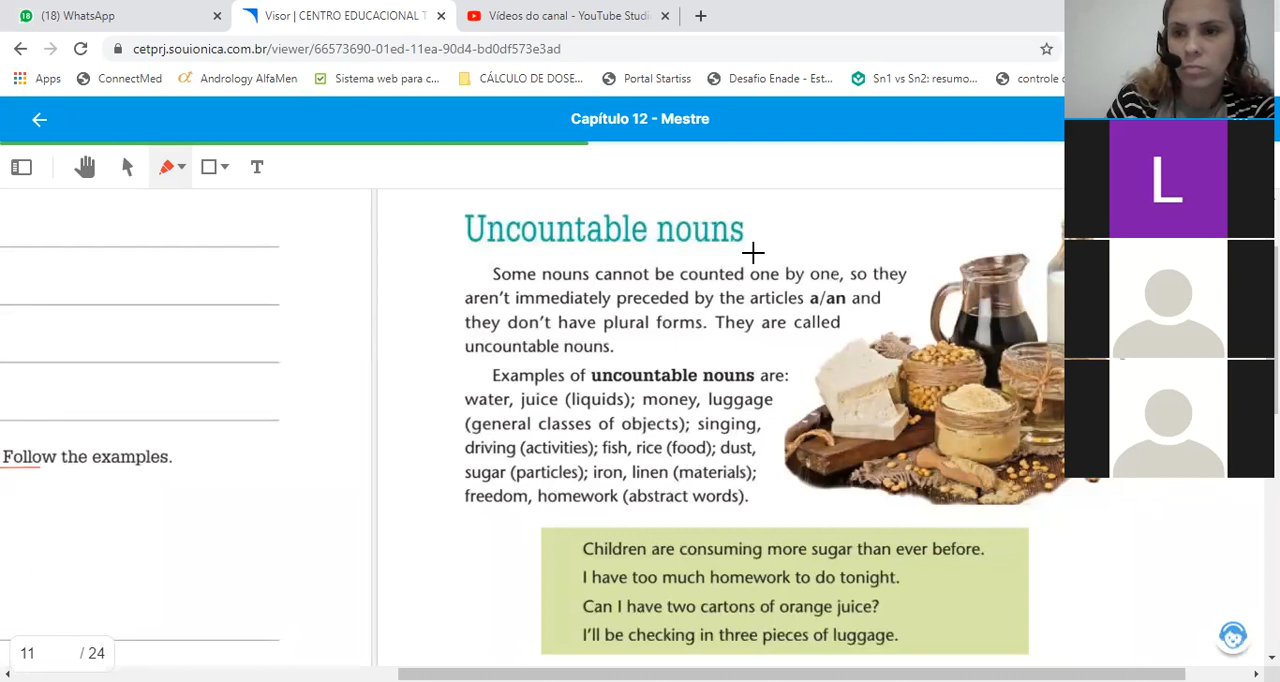 (18) WhatsApp
Visor | CENTRO EDUCACIONAL T
Vídeos do canal - YouTube Studi
cetprj.souionica.com.br/viewer/66573690-01ed-11ea-90d4-bd0df573e3ad
Apps
ConnectMed
Andrology AlfaMen
Sistema web para c...
CÁLCULO DE DOSE...
Portal Startiss
Desafio Enade - Est...
Sn1 vs Sn2: resumo...
controle c
Capítulo 12 - Mestre
T
L
Uncountable nouns
Some nouns cannot be counted one by one, so they
aren't immediately preceded by the articles a/an and
they don't have plural forms. They are called
uncountable nouns.
Examples of uncountable nouns are:
water, juice (liquids); money, luggage
(general classes of objects); singing,
driving (activities); fish, rice (food); dust,
sugar (particles); iron, linen (materials);
freedom, homework (abstract words).
Follow the examples.
Children are consuming more sugar than ever before.
I have too much homework to do tonight.
Can I have two cartons of orange juice?
I'll be checking in three pieces of luggage.
11 / 24